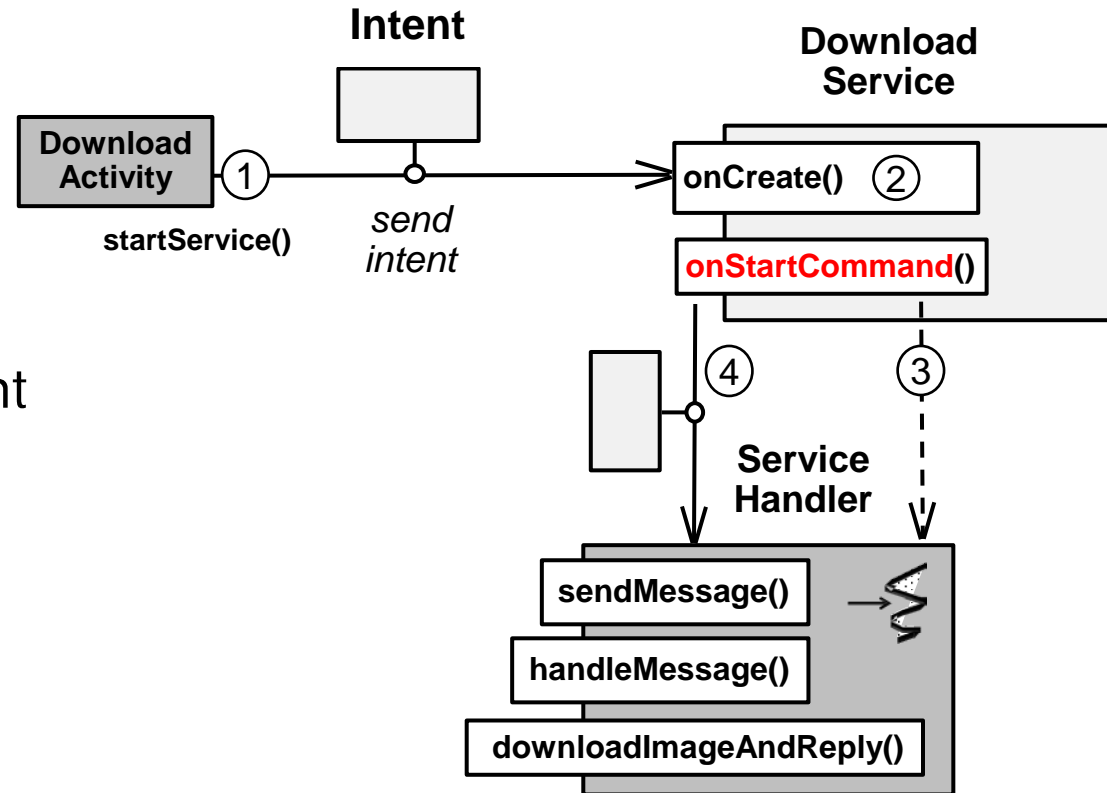 Intent
Download
Service
Download
Activity
1
onCreate() 2
startService()
send
intent
onStartCommand()
nt
4
3
Service
Handler
sendMessage()
handleMessage()
downloadImageAndReply()